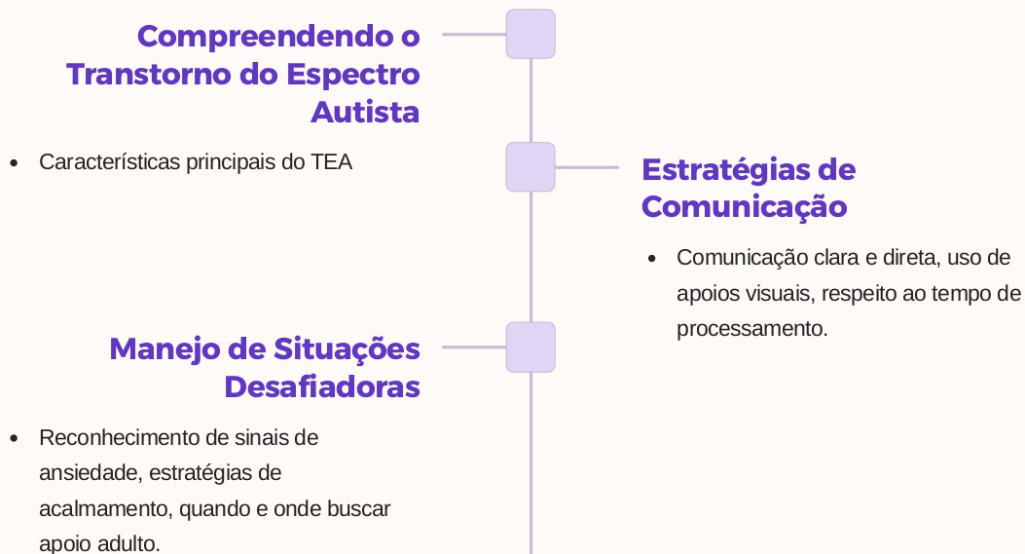 Compreendendo o
Transtorno do Espectro
Autista
• Características principais do TEA
Estratégias de
Comunicação
• Comunicação clara e direta, uso de
apoios visuais, respeito ao tempo de
processamento.
Manejo de Situações
Desafiadoras
• Reconhecimento de sinais de
ansiedade, estratégias de
acalmamento, quando e onde buscar
apoio adulto.